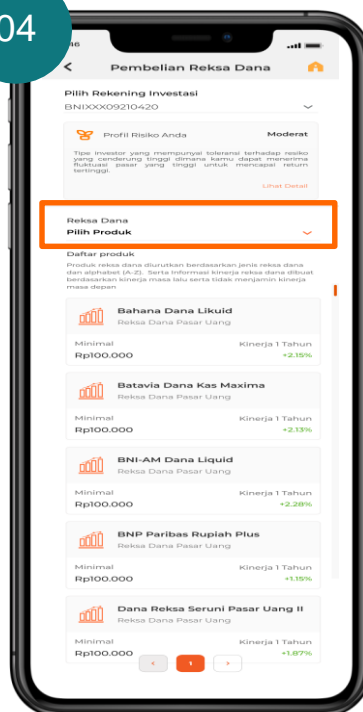 04
16
Pembelian Reksa Dana
Pilih Rekening Investasi
BNIXXX09210420
Profil Risiko Anda
Moderat
Tipe investor yang mempunyai toleransi terhadap resiko
yang cenderung tinggi dimana kamu dapat menerima
fluktuasi pasar yang tinggi untuk mencapai return
tertinggi.
Lihat Detail
Reksa Dana
Pilih Produk
Daftar produk
Produk reksa dana diurutkan berdasarkan jenis reksa dana
dan alphabet (A-Z). Serta Informasi kinerja reksa dana dibuat
berdasarkan kinerja masa lalu serta tidak menjamin kinerja
masa depan
Bahana Dana Likuid
Reksa Dana Pasar Uang
Minimal Kinerja 1 Tahun
Rp100.000 +2.15%
Batavia Dana Kas Maxima
Reksa Dana Pasar Uang
Minimal Kinerja 1 Tahun
Rp100.000 +2.13%
BNI-AM Dana Liquid
Reksa Dana Pasar Uang
Minimal Kinerja 1 Tahun
Rp100.000 +2.28%
BNP Paribas Rupiah Plus
Reksa Dana Pasar Uang
Minimal Kinerja 1 Tahun
Rp100.000 +1.15%
Dana Reksa Seruni Pasar Uang II
Reksa Dana Pasar Uang
Minimal Kinerja 1 Tahun
Rp100.000 +1.87%
< 1 >